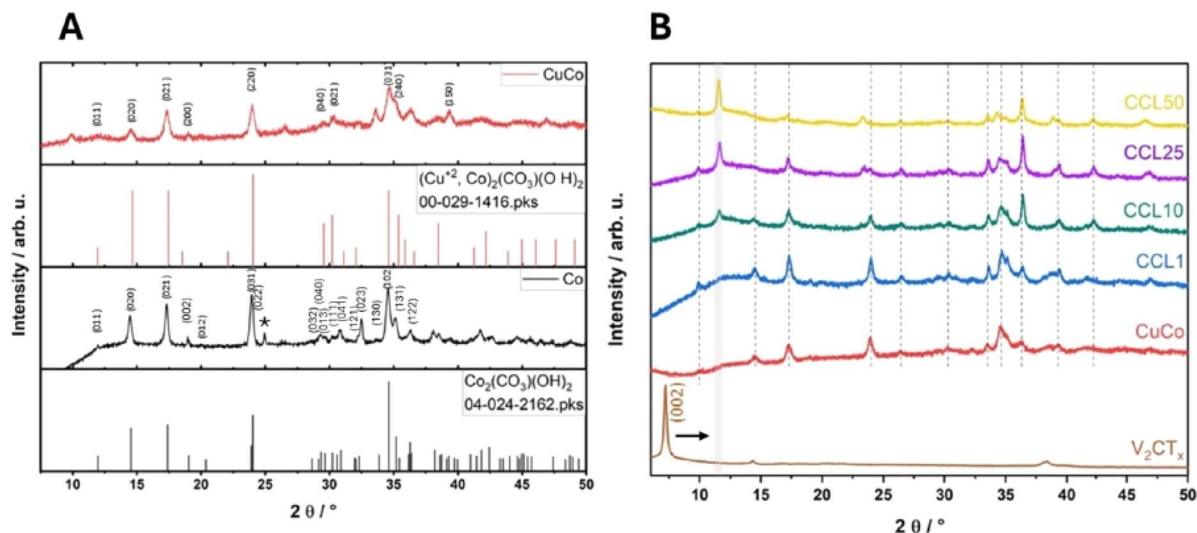 A
CuCo
(011)
(020)
(021)
(200)
(220)
(040)
(021)
(031)
(240)
(150)
(Cu⁺², Co)₂(CO₃)(O H)₂
00-029-1416.pks
Co
(011)
(020)
(021)
(002)
(012)
(031)
(022)
*
(032)
(013)
(040)
(111)
(041)
(121)
(023)
(130)
(102
(131)
(122)
Co₂(CO₃)(OH)₂
04-024-2162.pks
Intensity / arb. u.
10 15 20 25 30 35 40 45 50
2 θ / °
B
CCL50
CCL25
CCL10
CCL1
CuCo
(002)
V₂CTₓ
Intensity / arb. u.
10 15 20 25 30 35 40 45 50
2 θ / °